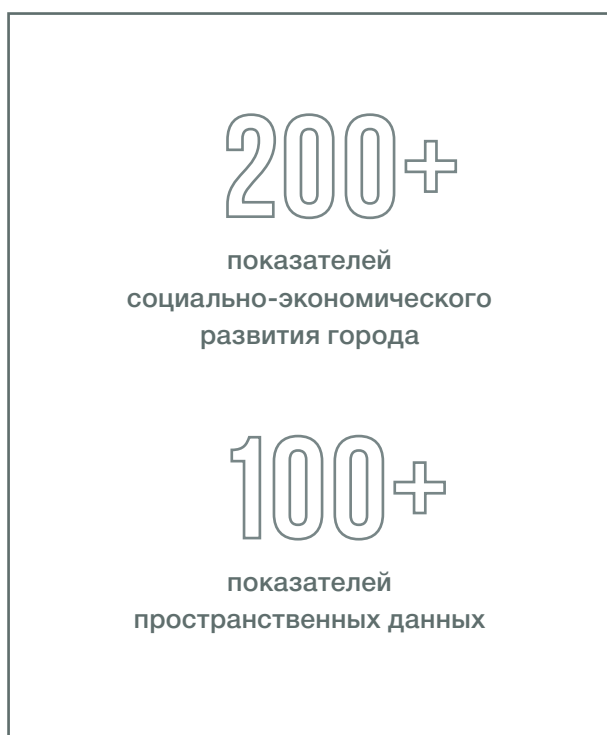 200+
показателей
социально-экономического
развития города
100+
показателей
пространственных данных